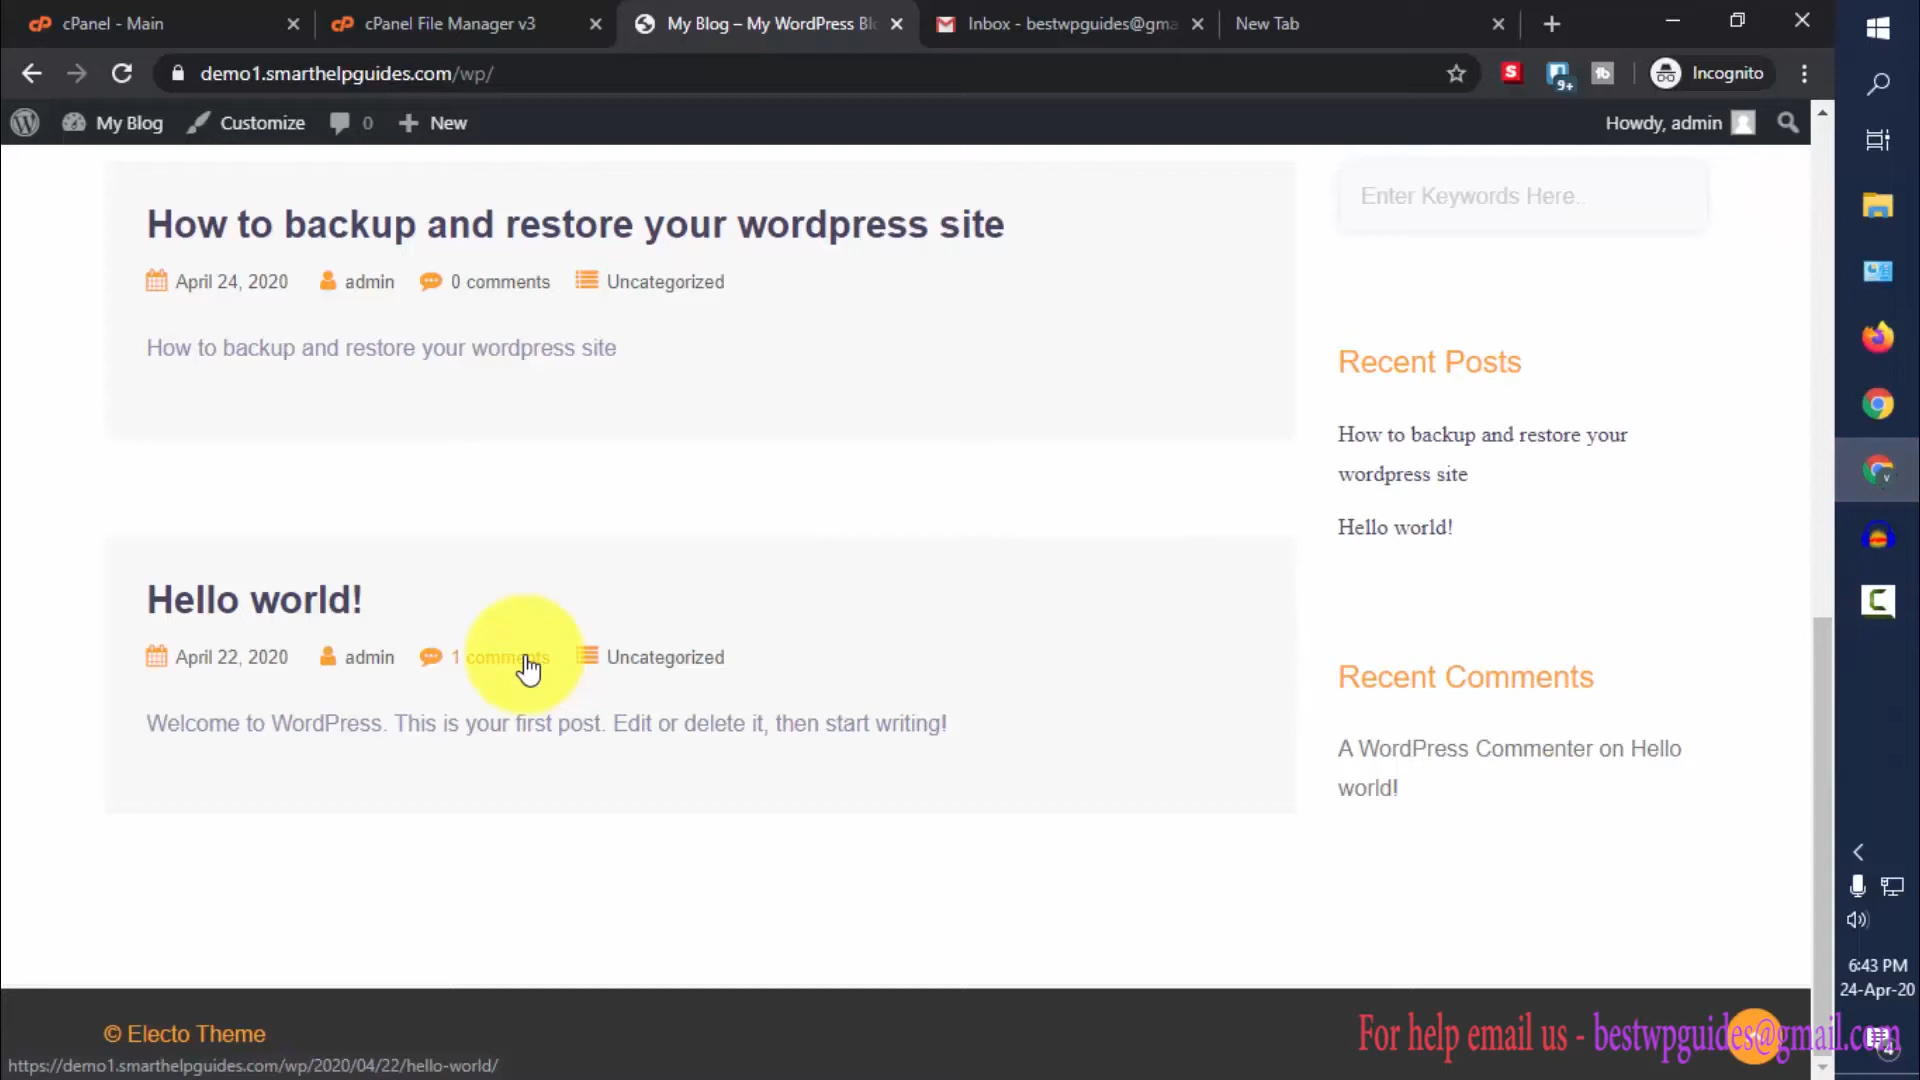 cPanel - Main
cPanel File Manager v3
My Blog – My WordPress Blo
Inbox - bestwpguides@gma
New Tab
demo1.smarthelpguides.com/wp/
9+
Incognito
My Blog
Customize
0
New
Howdy, admin
How to backup and restore your wordpress site
April 24, 2020
admin
0 comments
Uncategorized
How to backup and restore your wordpress site
Enter Keywords Here..
Recent Posts
How to backup and restore your
wordpress site
Hello world!
Hello world!
April 22, 2020
admin
1 comments
Uncategorized
Welcome to WordPress. This is your first post. Edit or delete it, then start writing!
Recent Comments
A WordPress Commenter on Hello
world!
6:43 PM
24-Apr-20
© Electo Theme
For help email us - bestwpguides@gmail.com
4
https://demo1.smarthelpguides.com/wp/2020/04/22/hello-world/